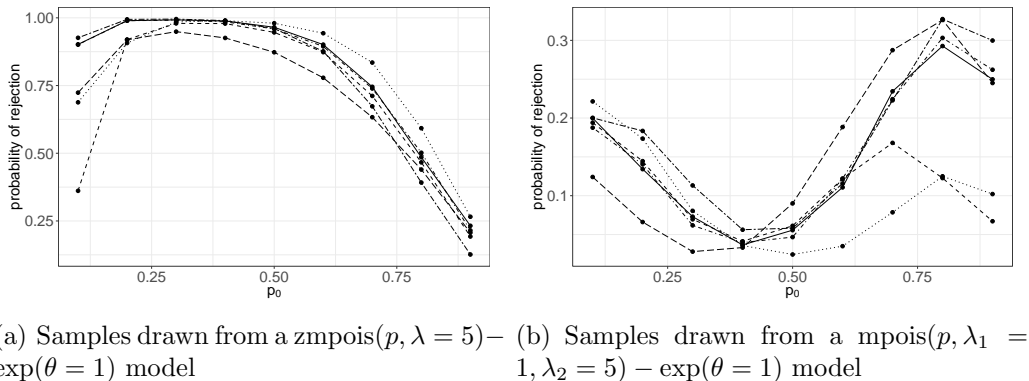 1.00
0.75
0.50
0.25
probability of rejection
0.25
0.50
0.75
p₀
0.3
0.2
0.1
probability of rejection
0.25
0.50
0.75
p₀
a) Samples drawn from a zmpois(p, λ = 5)−
exp(θ = 1) model
(b) Samples drawn from a mpois(p, λ₁ =
1, λ₂ = 5) − exp(θ = 1) model